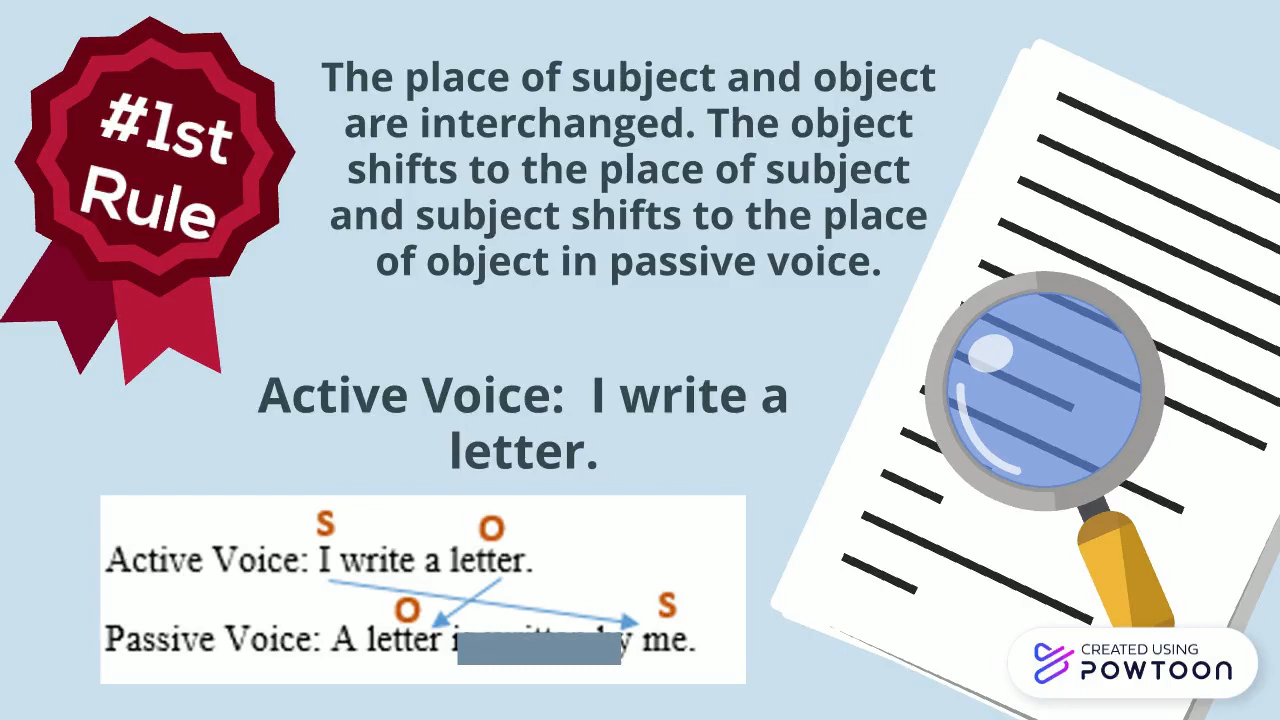 #1st
Rule
The place of subject and object
are interchanged. The object
shifts to the place of subject
and subject shifts to the place
of object in passive voice.
Active Voice: I write a
letter.
S O
Active Voice: I write a letter.
O S
Passive Voice: A letter me.
CREATED USING
POWTOON